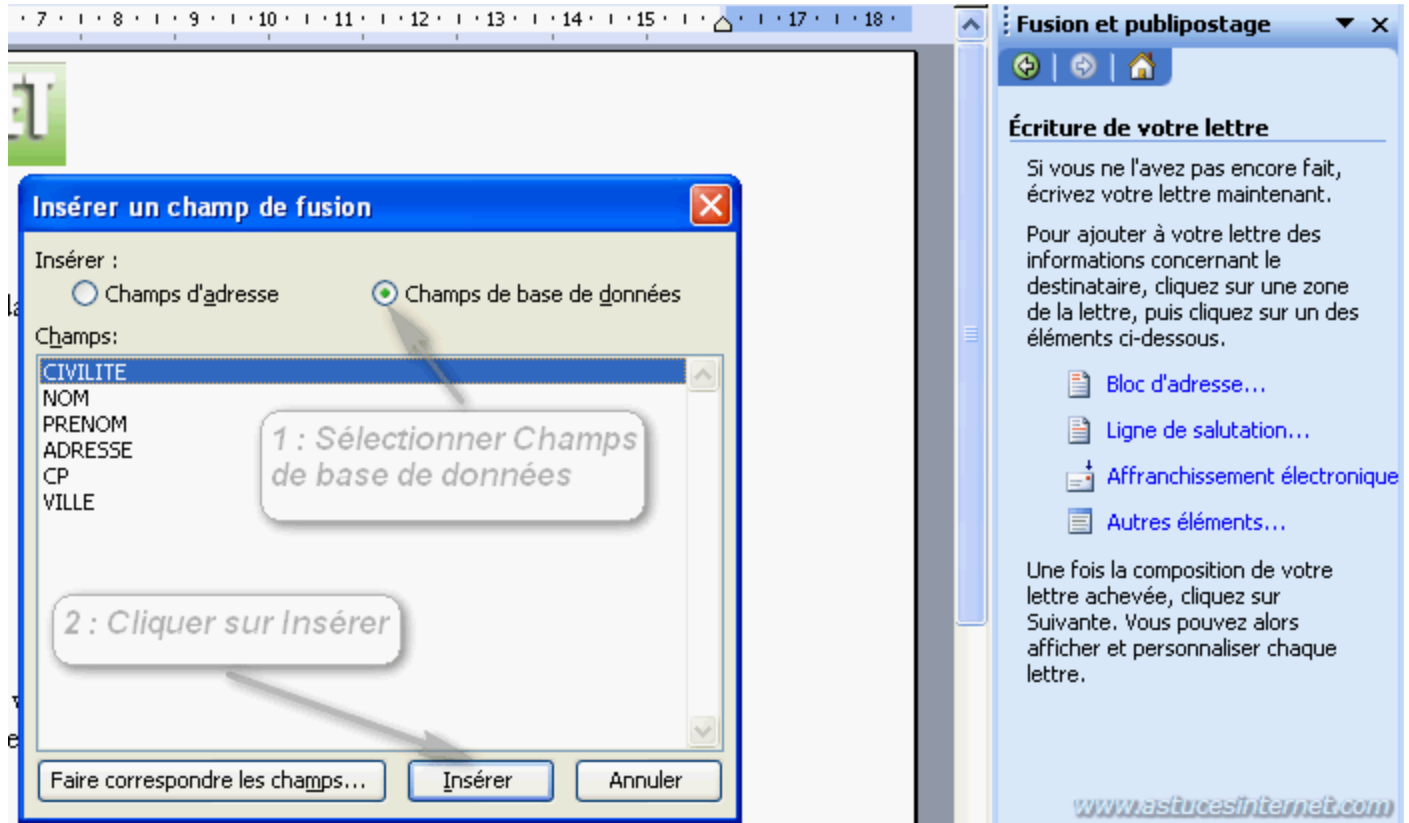 · 7 · ı · 8 · ı · 9 · ı · 10 · ı · 11 · ı · 12 · ı · 13 · ı · 14 · ı · 15 · ı · ı · 17 · ı · 18 ·
Insérer un champ de fusion
Insérer :
Champs d'adresse Champs de base de données
Champs:
CIVILITE
NOM
PRENOM
ADRESSE
CP
VILLE
1 : Sélectionner Champs
de base de données
2 : Cliquer sur Insérer
Faire correspondre les champs... Insérer Annuler
Fusion et publipostage
Écriture de votre lettre
Si vous ne l'avez pas encore fait,
écrivez votre lettre maintenant.
Pour ajouter à votre lettre des
informations concernant le
destinataire, cliquez sur une zone
de la lettre, puis cliquez sur un des
éléments ci-dessous.
Bloc d'adresse...
Ligne de salutation...
Affranchissement électronique
Autres éléments...
Une fois la composition de votre
lettre achevée, cliquez sur
Suivante. Vous pouvez alors
afficher et personnaliser chaque
lettre.
www.astucesinternet.com